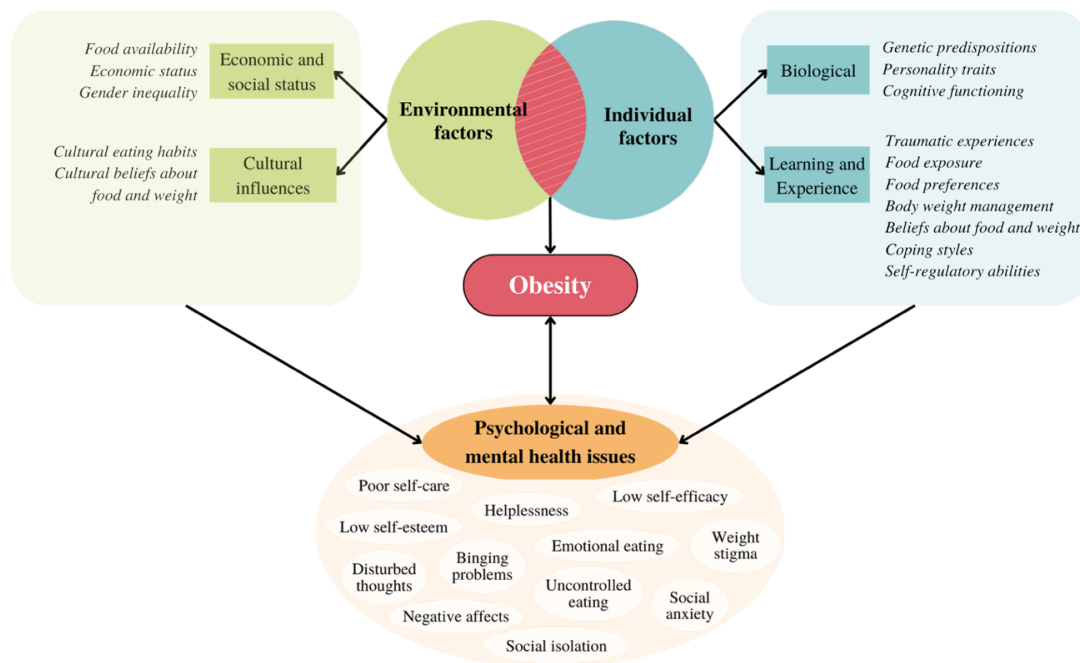 Food availability
Economic status
Gender inequality
Economic and
social status
Cultural eating habits
Cultural beliefs about
food and weight
Cultural
influences
Environmental
factors
Individual
factors
Biological
Genetic predispositions
Personality traits
Cognitive functioning
Learning and
Experience
Traumatic experiences
Food exposure
Food preferences
Body weight management
Beliefs about food and weight
Coping styles
Self-regulatory abilities
Obesity
Psychological and
mental health issues
Poor self-care
Helplessness
Low self-efficacy
Low self-esteem
Emotional eating
Weight
stigma
Disturbed
thoughts
Binging
problems
Uncontrolled
eating
Social
anxiety
Negative affects
Social isolation